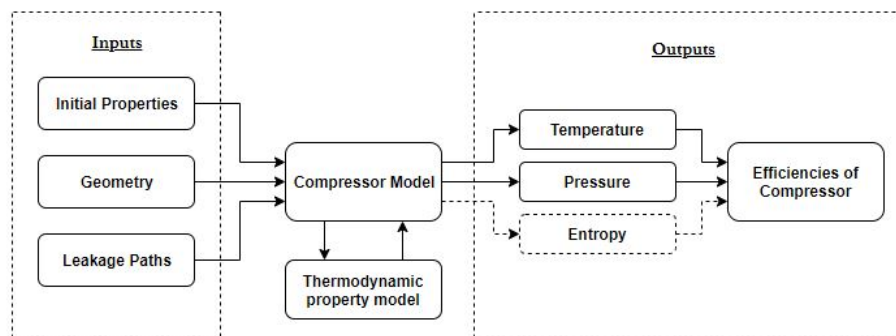 Inputs
Initial Properties
Geometry
Leakage Paths
Compressor Model
Thermodynamic
property model
Outputs
Temperature
Pressure
Entropy
Efficiencies of
Compressor